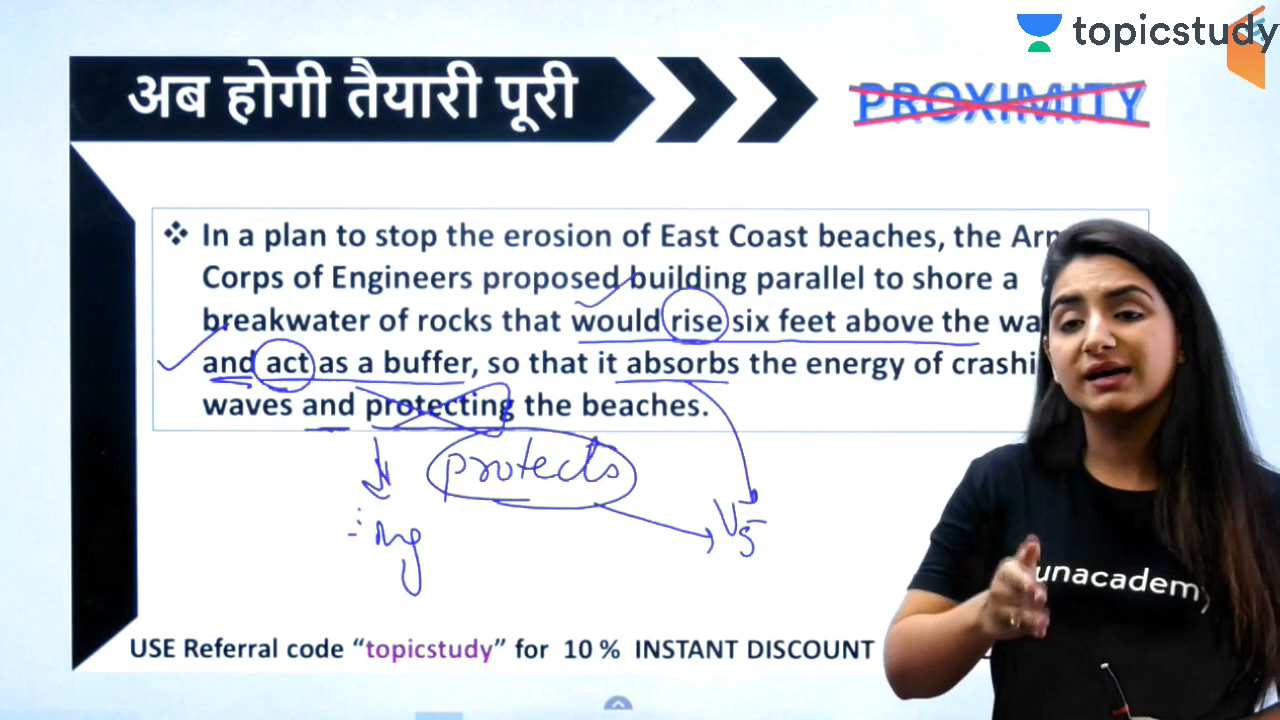 topicstudy
अब होगी तैयारी पूरी
PROXIMITY
❖ In a plan to stop the erosion of East Coast beaches, the
Corps of Engineers proposed building parallel to shore a
breakwater of rocks that would rise six feet above the
and act as a buffer, so that it absorbs the energy of
waves and protecting the beaches.
protects
ing
V5
unacademy
USE Referral code “topicstudy” for 10 % INSTANT DISCOUNT